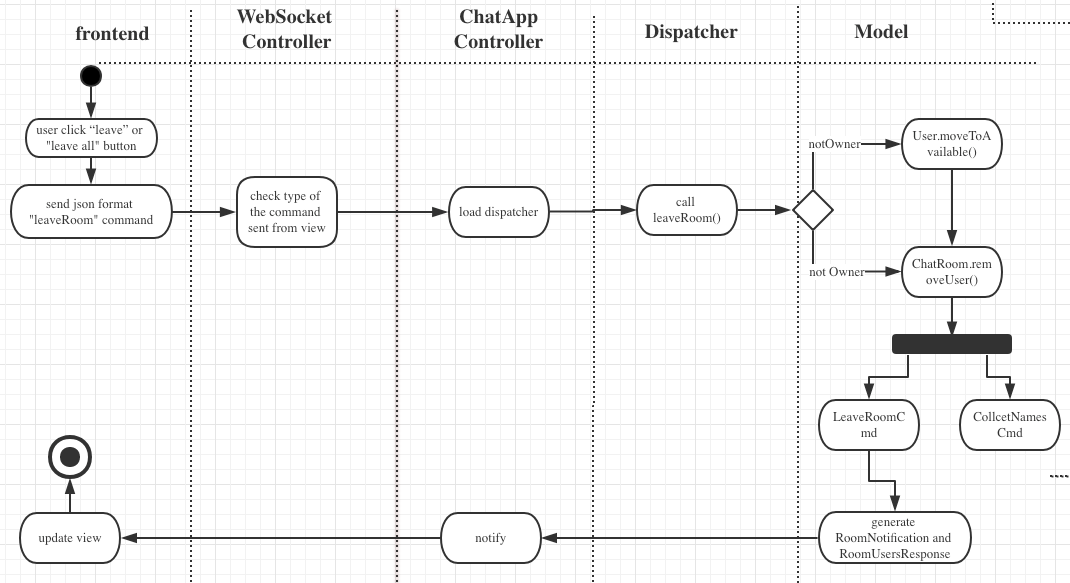 frontend
WebSocket
Controller
ChatApp
Controller
Dispatcher
Model
user click “leave” or
"leave all" button
send json format
"leaveRoom" command
check type of
the command
sent from view
load dispatcher
call
leaveRoom()
notOwner
User.moveToA
vailable()
not Owner
ChatRoom.rem
oveUser()
LeaveRoomC
md
CollcetNames
Cmd
generate
RoomNotification and
RoomUsersResponse
notify
update view